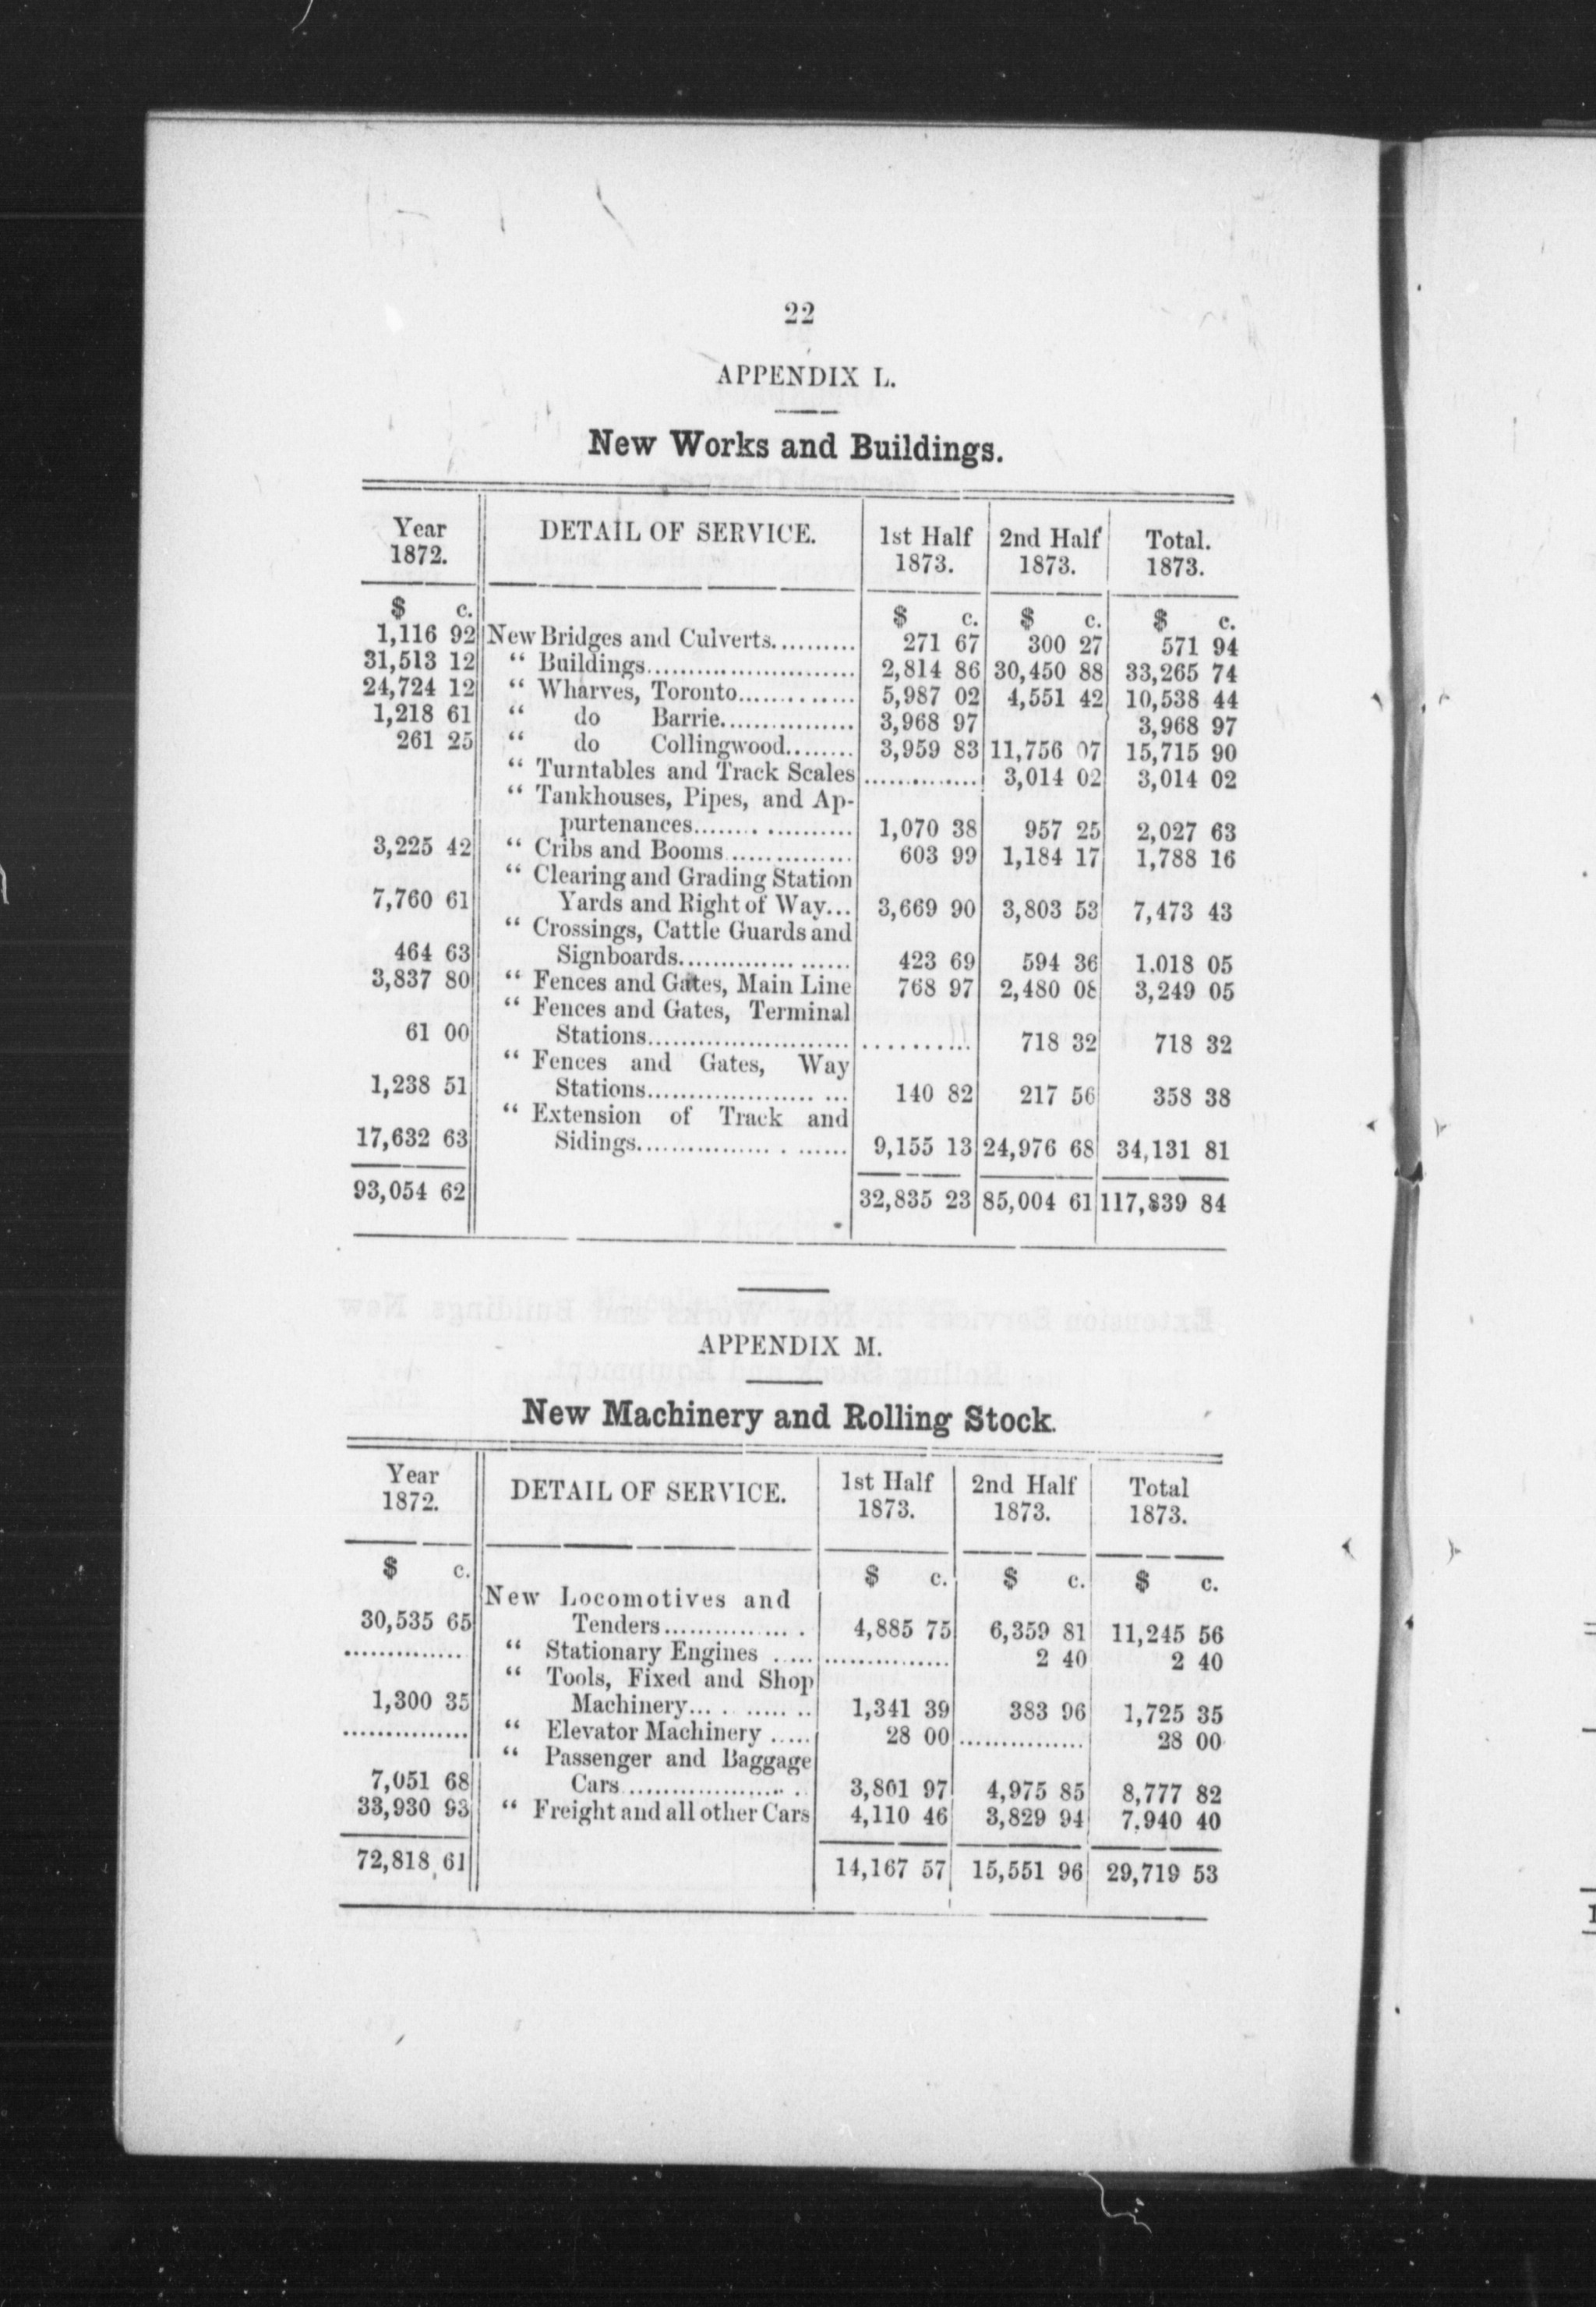 22
APPENDIX L.
New Works and Buildings.
Year 1872. DETAIL OF SERVICE. 1st Half 1873. 2nd Half 1873. Total. 1873.
$ c. $ c. $ c. $ c.
1,116 92 New Bridges and Culverts.......... 271 67 300 27 571 94
31,513 12 “ Buildings.......................... 2,814 86 30,450 88 33,265 74
24,724 12 “ Wharves, Toronto.............. 5,987 02 4,551 42 10,538 44
1,218 61 “ do Barrie................ 3,968 97 3,968 97
261 25 “ do Collingwood........ 3,959 83 11,756 07 15,715 90
“ Turntables and Track Scales .............. 3,014 02 3,014 02
“ Tankhouses, Pipes, and Ap-
purtenances................... 1,070 38 957 25 2,027 63
3,225 42 “ Cribs and Booms............... 603 99 1,184 17 1,788 16
“ Clearing and Grading Station
7,760 61 Yards and Right of Way... 3,669 90 3,803 53 7,473 43
“ Crossings, Cattle Guards and
464 63 Signboards..................... 423 69 594 36 1.018 05
3,837 80 “ Fences and Gates, Main Line 768 97 2,480 08 3,249 05
“ Fences and Gates, Terminal
61 00 Stations......................... .......... 718 32 718 32
“ Fences and Gates, Way
1,238 51 Stations........................ 140 82 217 56 358 38
“ Extension of Track and
17,632 63 Sidings........................ 9,155 13 24,976 68 34,131 81
93,054 62 32,835 23 85,004 61 117,839 84
APPENDIX M.
New Machinery and Rolling Stock.
Year 1872. DETAIL OF SERVICE. 1st Half 1873. 2nd Half 1873. Total 1873.
$ c. $ c. $ c. $ c.
New Locomotives and
30,535 65 Tenders................. 4,885 75 6,359 81 11,245 56
.............. “ Stationary Engines ..... ............... 2 40 2 40
“ Tools, Fixed and Shop
1,300 35 Machinery............ 1,341 39 383 96 1,725 35
............... “ Elevator Machinery ..... 28 00 ............... 28 00
“ Passenger and Baggage
7,051 68 Cars..................... 3,801 97 4,975 85 8,777 82
33,930 93 “ Freight and all other Cars 4,110 46 3,829 94 7.940 40
72,818 61 14,167 57 15,551 96 29,719 53